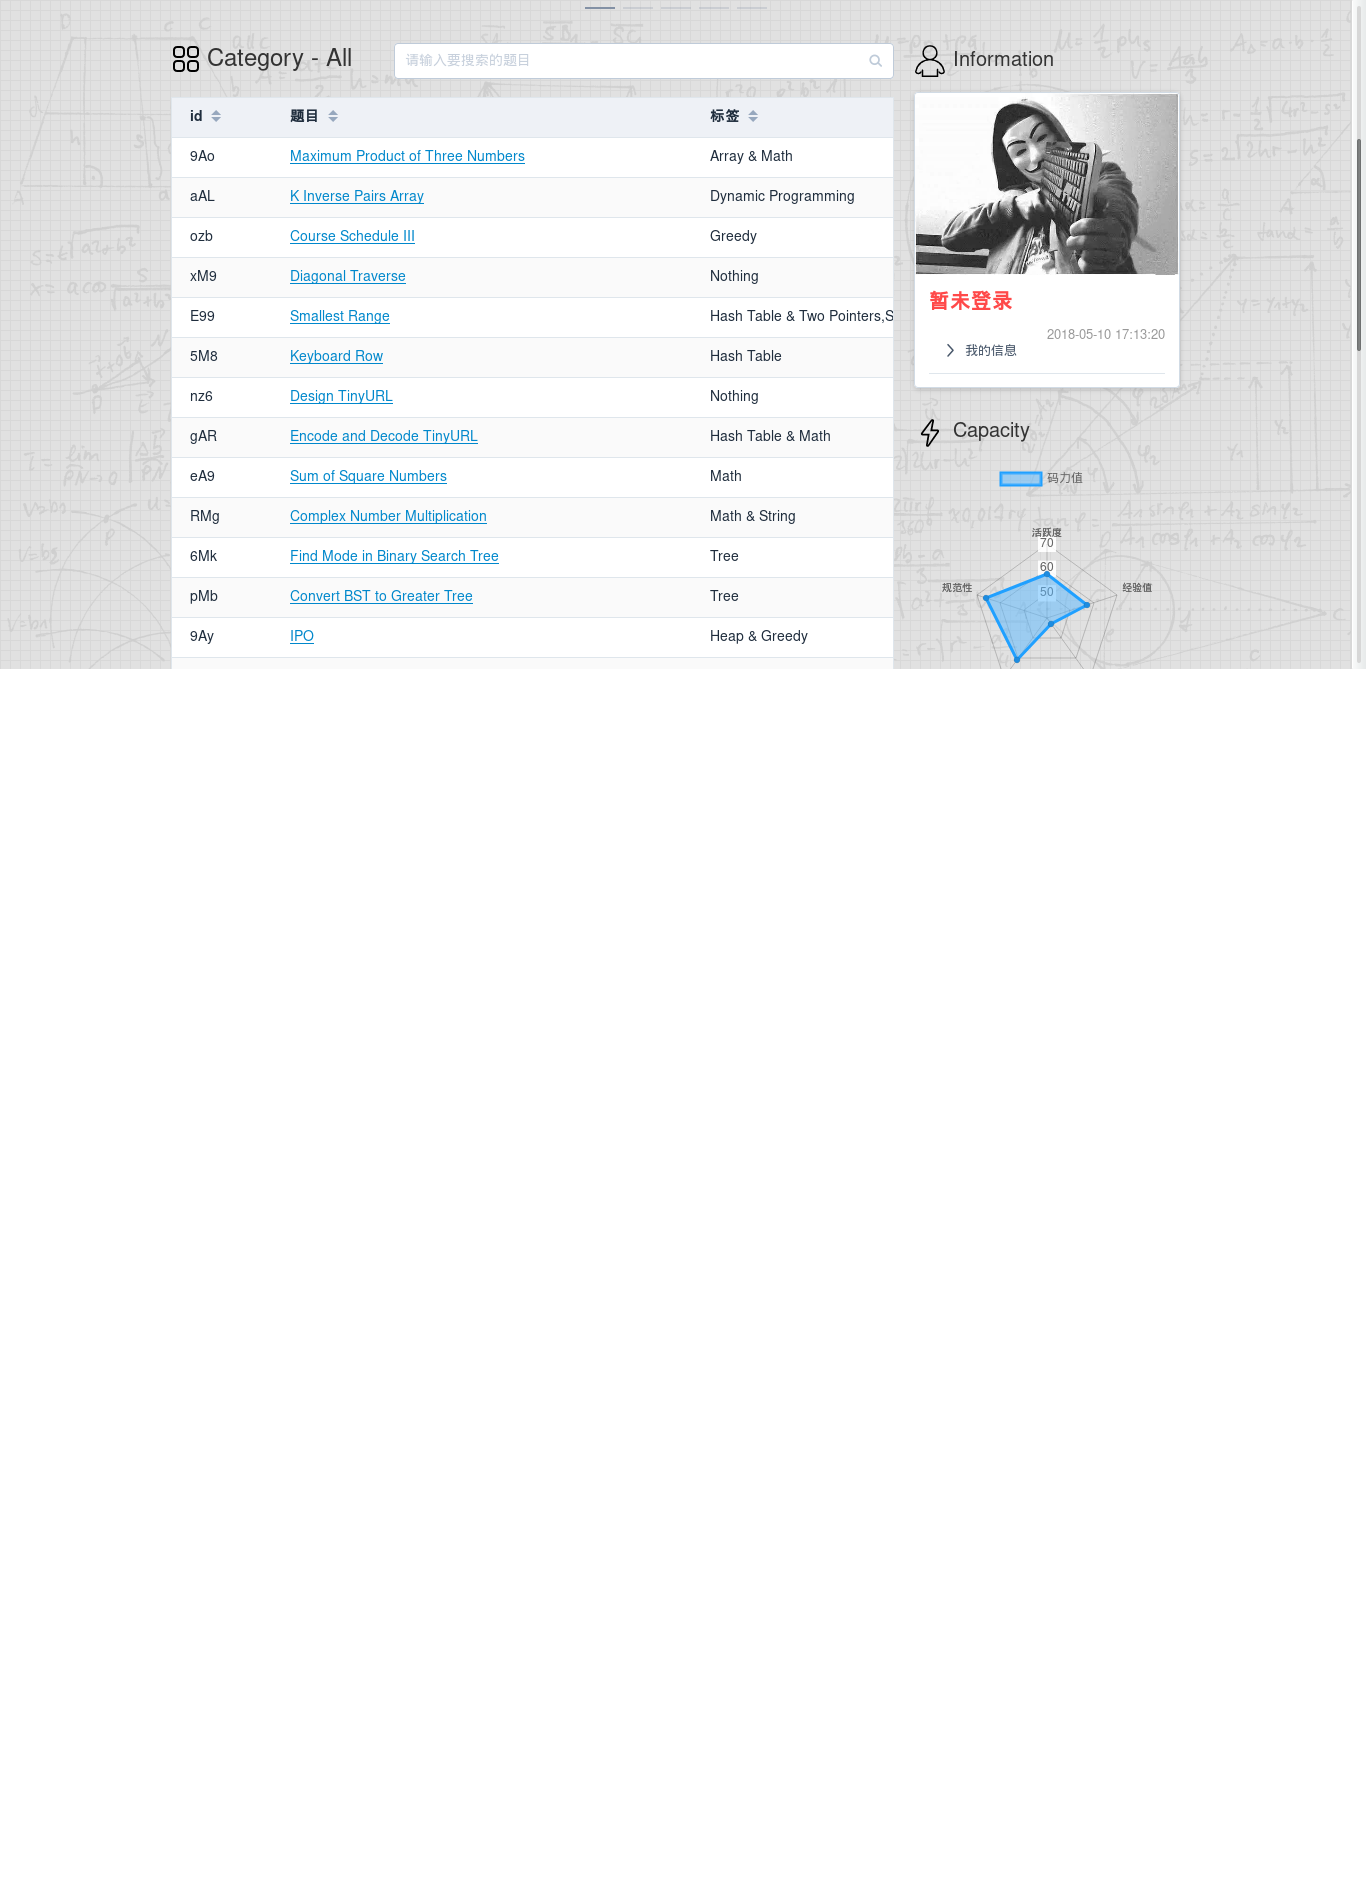 Category - All
请输入要搜索的题目
id 题目 标签
9Ao Maximum Product of Three Numbers Array & Math
aAL K Inverse Pairs Array Dynamic Programming
ozb Course Schedule III Greedy
xM9 Diagonal Traverse Nothing
E99 Smallest Range Hash Table & Two Pointers,S
5M8 Keyboard Row Hash Table
nz6 Design TinyURL Nothing
gAR Encode and Decode TinyURL Hash Table & Math
eA9 Sum of Square Numbers Math
RMg Complex Number Multiplication Math & String
6Mk Find Mode in Binary Search Tree Tree
pMb Convert BST to Greater Tree Tree
9Ay IPO Heap & Greedy
Information
暂未登录
2018-05-10 17:13:20
我的信息
Capacity
码力值
活跃度
70
60
50
规范性
经验值